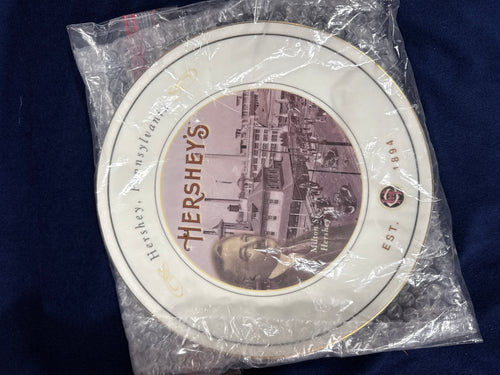 Hershey, Pennsylvania
HERSHEY'S
Milton S.
Hershey
EST. 1894